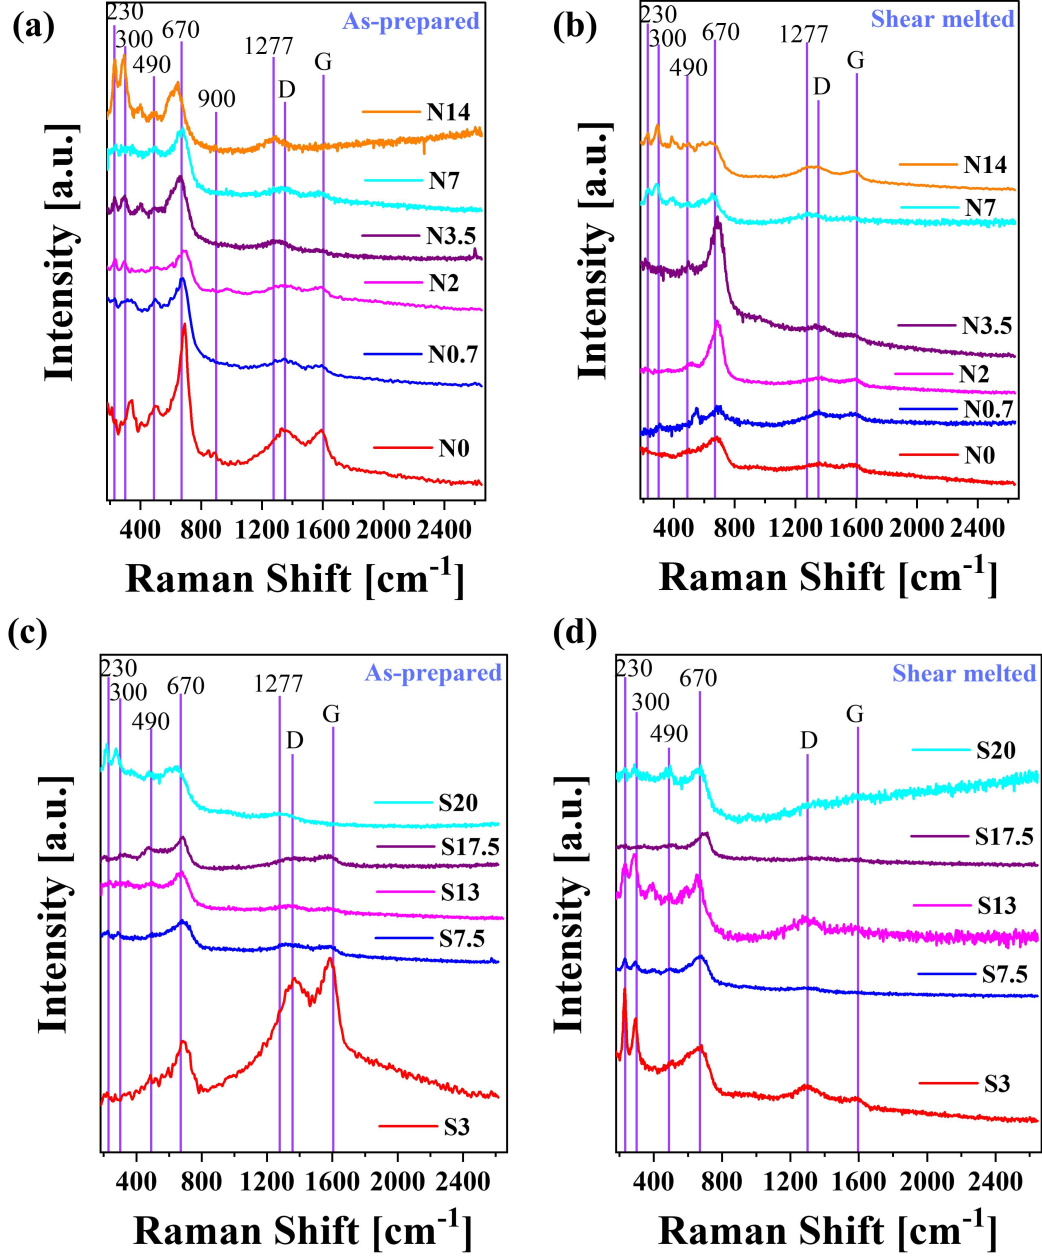 (a)
As-prepared
230
300
490
670
900
1277
D
G
N14
N7
N3.5
N2
N0.7
N0
Intensity [a.u.]
400 800 1200 1600 2000 2400
Raman Shift [cm-1]
(b)
Shear melted
230
300
490
670
1277
D
G
N14
N7
N3.5
N2
N0.7
N0
Intensity [a.u.]
400 800 1200 1600 2000 2400
Raman Shift [cm-1]
(c)
As-prepared
230
300
490
670
1277
D
G
S20
S17.5
S13
S7.5
S3
Intensity [a.u.]
400 800 1200 1600 2000 2400
Raman Shift [cm-1]
(d)
Shear melted
230
300
490
670
D
G
S20
S17.5
S13
S7.5
S3
Intensity [a.u.]
400 800 1200 1600 2000 2400
Raman Shift [cm-1]